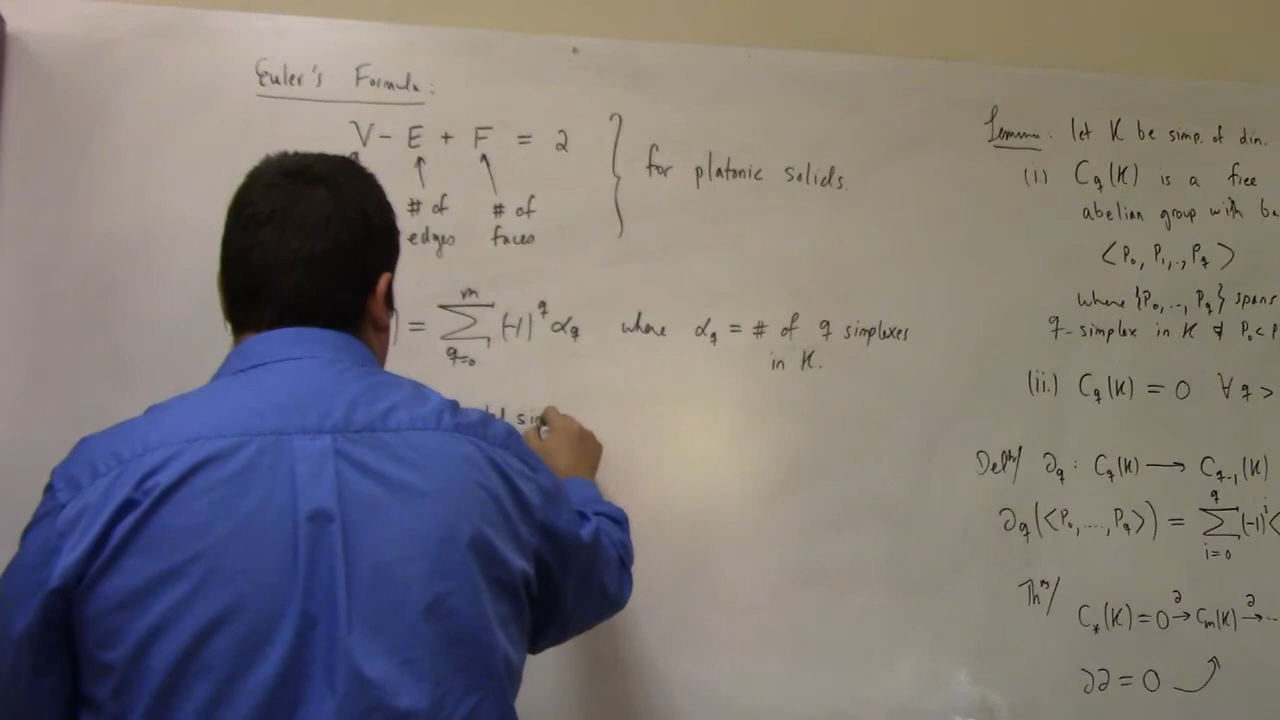 Euler's Formula:
V - E + F = 2
# of # of
edges faces
for platonic solids.
) = ∑_{q=0}^{m} (-1)^q α_q where α_q = # of q simplexes
in K.
Lemma: let K be simp. of dim.
(i) C_q(K) is a free
abelian group with ba
<P_0, P_1, .., P_q>
where {P_0, ..., P_q} spans
q-simplex in K & P_0 < P
(ii.) C_q(K) = 0 ∀ q >
Def^n/ ∂_q : C_q(K) ⟶ C_{q-1}(K)
∂_q(<P_0, ...., P_q>) = ∑_{i=0}^{q} (-1)^i <
Th^m/
C_*(K) = 0 →^∂ C_m(K) →^∂ ...
∂∂ = 0